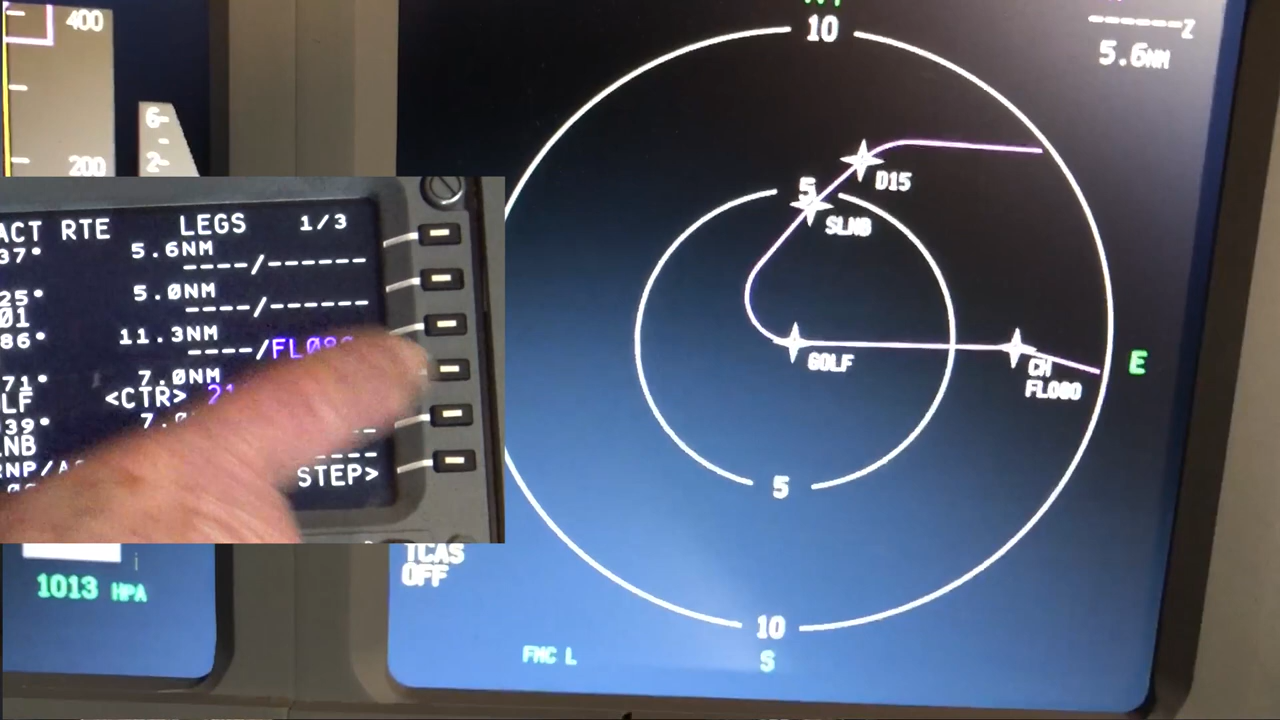 400
10
Z
5.6NM
6-
2-
200
D15
5
SLNB
ACT RTE LEGS 1/3
37° 5.6NM
----/------
25° 5.0NM
01 ----/------
86° 11.3NM
----/FL08
71° 7.0NM
LF <CTR> 21
39° 7.0
NB
RNP/A
STEP>
GOLF
CH
FL080
E
5
1013 HPA
TCAS
OFF
10
FMC L
S